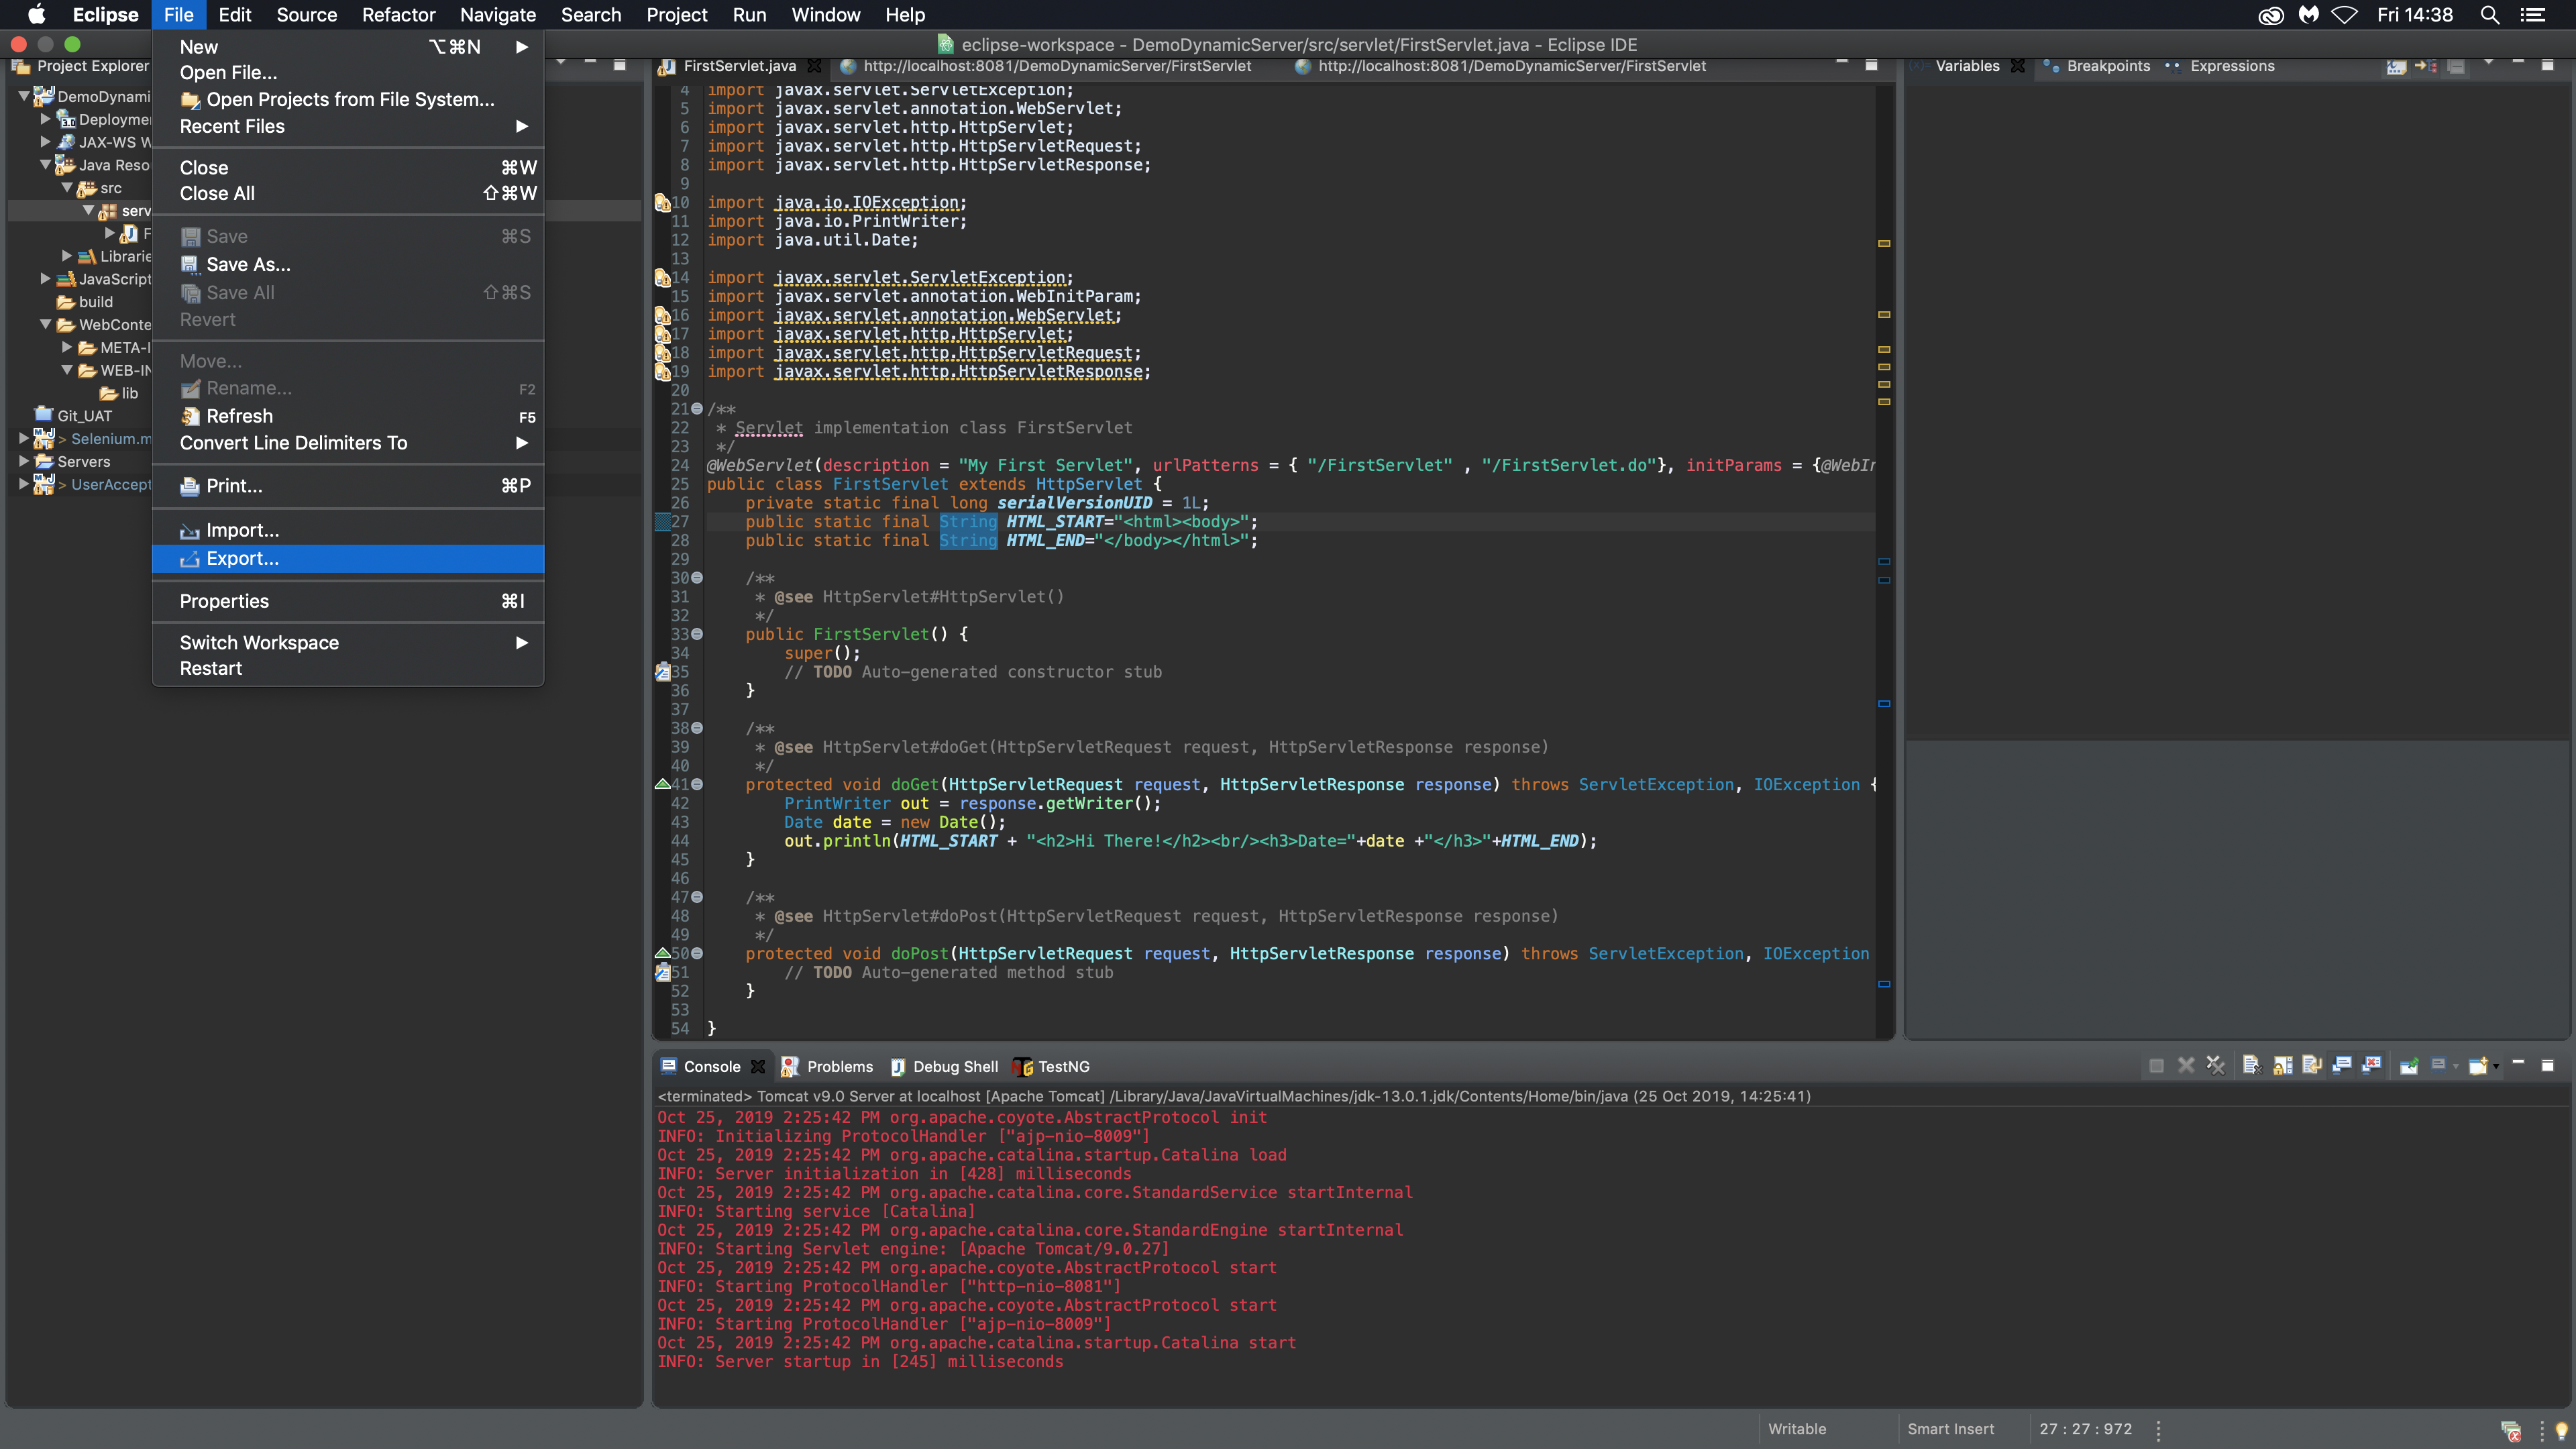 Eclipse File Edit Source Refactor Navigate Search Project Run Window Help Fri 14:38
eclipse-workspace - DemoDynamicServer/src/servlet/FirstServlet.java - Eclipse IDE
New ⌥⌘N
Open File...
Open Projects from File System...
Recent Files
Close ⌘W
Close All ⇧⌘W
Save ⌘S
Save As...
Save All ⇧⌘S
Revert
Move...
Rename... F2
Refresh F5
Convert Line Delimiters To
Print... ⌘P
Import...
Export...
Properties ⌘I
Switch Workspace
Restart
Project Explorer
DemoDynami
Deployme
JAX-WS W
Java Reso
src
serv
F
Librarie
JavaScript
build
WebConte
META-I
WEB-IN
lib
Git_UAT
> Selenium.m
Servers
> UserAccept
FirstServlet.java http://localhost:8081/DemoDynamicServer/FirstServlet http://localhost:8081/DemoDynamicServer/FirstServlet
4 import javax.servlet.ServletException;
5 import javax.servlet.annotation.WebServlet;
6 import javax.servlet.http.HttpServlet;
7 import javax.servlet.http.HttpServletRequest;
8 import javax.servlet.http.HttpServletResponse;
9
10 import java.io.IOException;
11 import java.io.PrintWriter;
12 import java.util.Date;
13
14 import javax.servlet.ServletException;
15 import javax.servlet.annotation.WebInitParam;
16 import javax.servlet.annotation.WebServlet;
17 import javax.servlet.http.HttpServlet;
18 import javax.servlet.http.HttpServletRequest;
19 import javax.servlet.http.HttpServletResponse;
20
21 /**
22 * Servlet implementation class FirstServlet
23 */
24 @WebServlet(description = "My First Servlet", urlPatterns = { "/FirstServlet" , "/FirstServlet.do"}, initParams = {@WebIn
25 public class FirstServlet extends HttpServlet {
26 private static final long serialVersionUID = 1L;
27 public static final String HTML_START="<html><body>";
28 public static final String HTML_END="</body></html>";
29
30 /**
31 * @see HttpServlet#HttpServlet()
32 */
33 public FirstServlet() {
34 super();
35 // TODO Auto-generated constructor stub
36 }
37
38 /**
39 * @see HttpServlet#doGet(HttpServletRequest request, HttpServletResponse response)
40 */
41 protected void doGet(HttpServletRequest request, HttpServletResponse response) throws ServletException, IOException {
42 PrintWriter out = response.getWriter();
43 Date date = new Date();
44 out.println(HTML_START + "<h2>Hi There!</h2><br/><h3>Date="+date +"</h3>"+HTML_END);
45 }
46
47 /**
48 * @see HttpServlet#doPost(HttpServletRequest request, HttpServletResponse response)
49 */
50 protected void doPost(HttpServletRequest request, HttpServletResponse response) throws ServletException, IOException
51 // TODO Auto-generated method stub
52 }
53
54 }
Variables Breakpoints Expressions
Console Problems Debug Shell TestNG
<terminated> Tomcat v9.0 Server at localhost [Apache Tomcat] /Library/Java/JavaVirtualMachines/jdk-13.0.1.jdk/Contents/Home/bin/java (25 Oct 2019, 14:25:41)
Oct 25, 2019 2:25:42 PM org.apache.coyote.AbstractProtocol init
INFO: Initializing ProtocolHandler ["ajp-nio-8009"]
Oct 25, 2019 2:25:42 PM org.apache.catalina.startup.Catalina load
INFO: Server initialization in [428] milliseconds
Oct 25, 2019 2:25:42 PM org.apache.catalina.core.StandardService startInternal
INFO: Starting service [Catalina]
Oct 25, 2019 2:25:42 PM org.apache.catalina.core.StandardEngine startInternal
INFO: Starting Servlet engine: [Apache Tomcat/9.0.27]
Oct 25, 2019 2:25:42 PM org.apache.coyote.AbstractProtocol start
INFO: Starting ProtocolHandler ["http-nio-8081"]
Oct 25, 2019 2:25:42 PM org.apache.coyote.AbstractProtocol start
INFO: Starting ProtocolHandler ["ajp-nio-8009"]
Oct 25, 2019 2:25:42 PM org.apache.catalina.startup.Catalina start
INFO: Server startup in [245] milliseconds
Writable Smart Insert 27 : 27 : 972